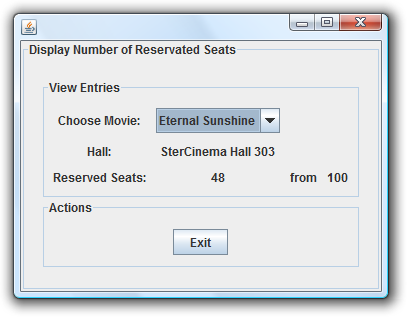 Display Number of Reservated Seats
View Entries
Choose Movie: Eternal Sunshine
Hall: SterCinema Hall 303
Reserved Seats: 48 from 100
Actions
Exit